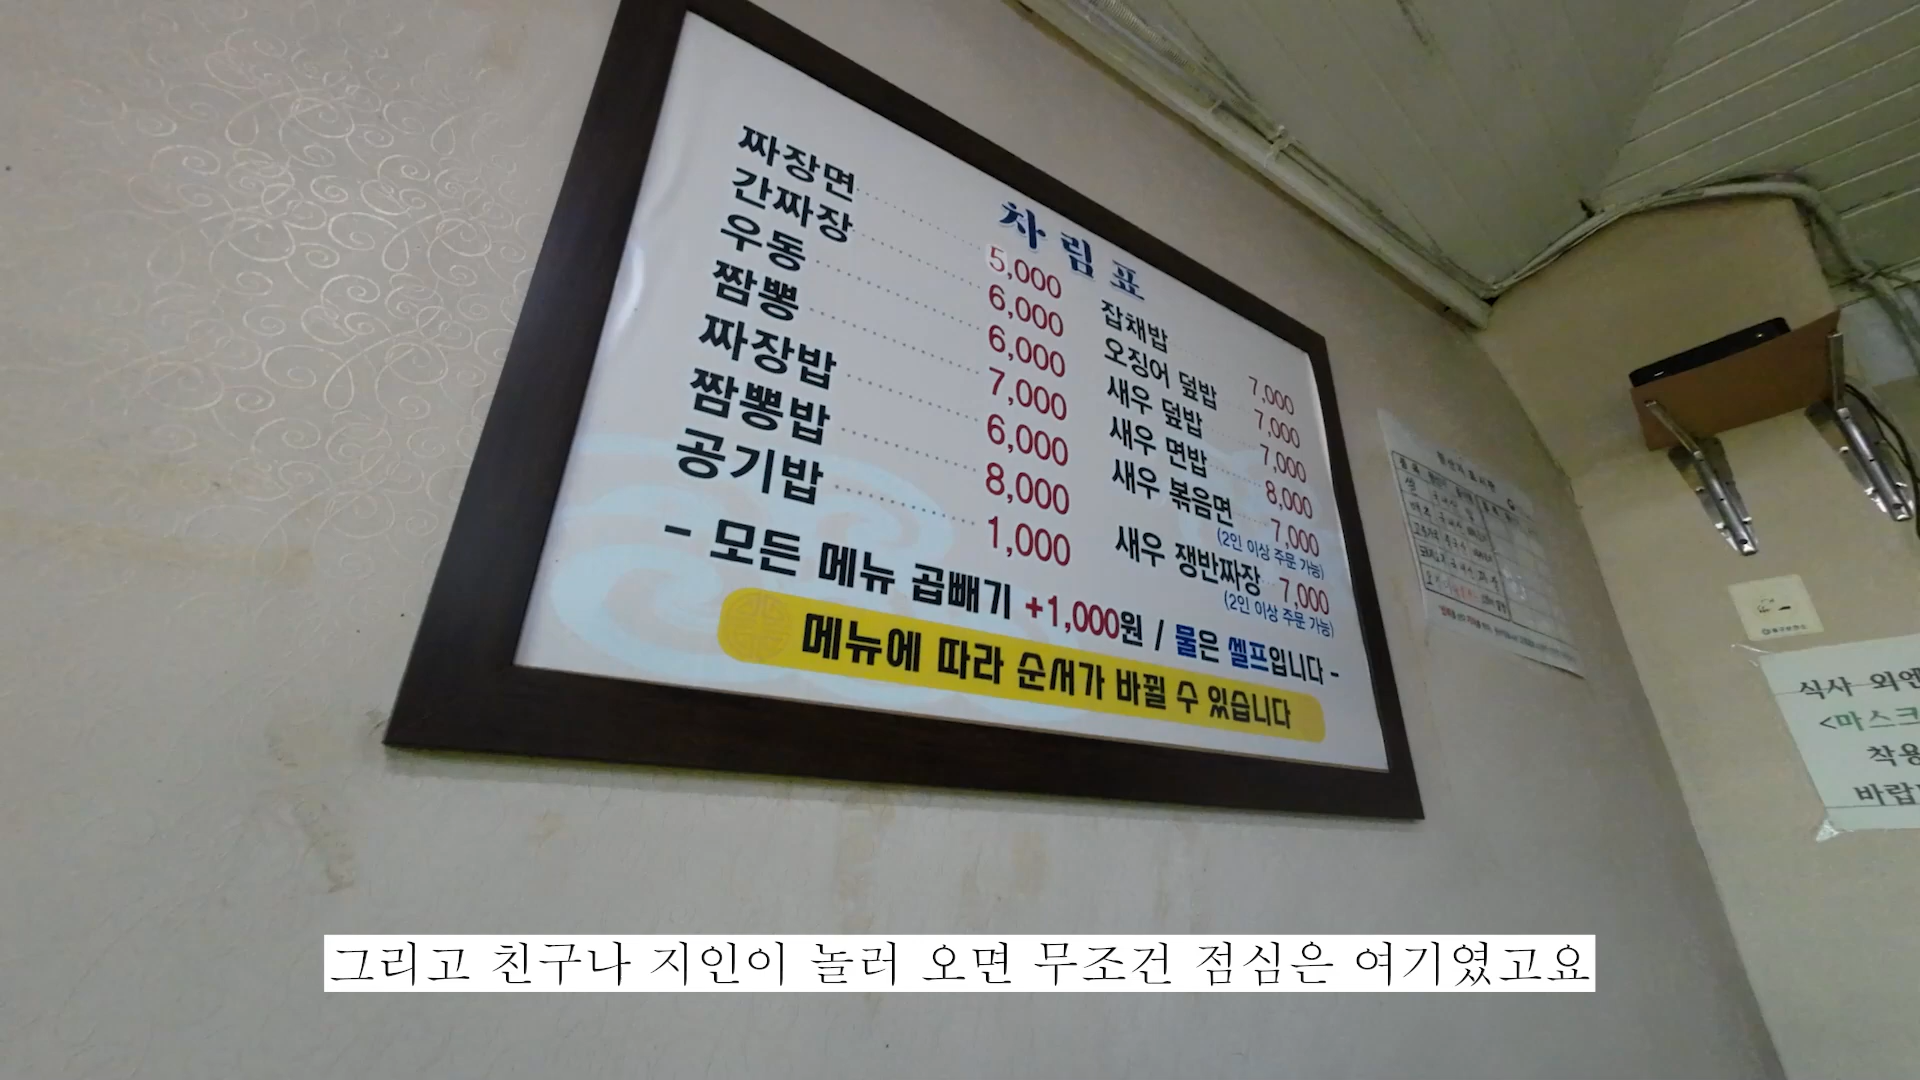 차림표
짜장면 5,000
간짜장 6,000
우동 6,000
짬뽕 7,000
짜장밥 6,000
짬뽕밥 8,000
공기밥 1,000
잡채밥 7,000
오징어 덮밥 7,000
새우 덮밥 7,000
새우 면밥 8,000
새우 볶음면 7,000
(2인 이상 주문 가능)
새우 쟁반짜장 7,000
(2인 이상 주문 가능)
- 모든 메뉴 곱빼기 +1,000원 / 물은 셀프입니다 -
메뉴에 따라 순서가 바뀔 수 있습니다
식사 외엔
<마스크
착용
바랍
그리고 친구나 지인이 놀러 오면 무조건 점심은 여기였고요